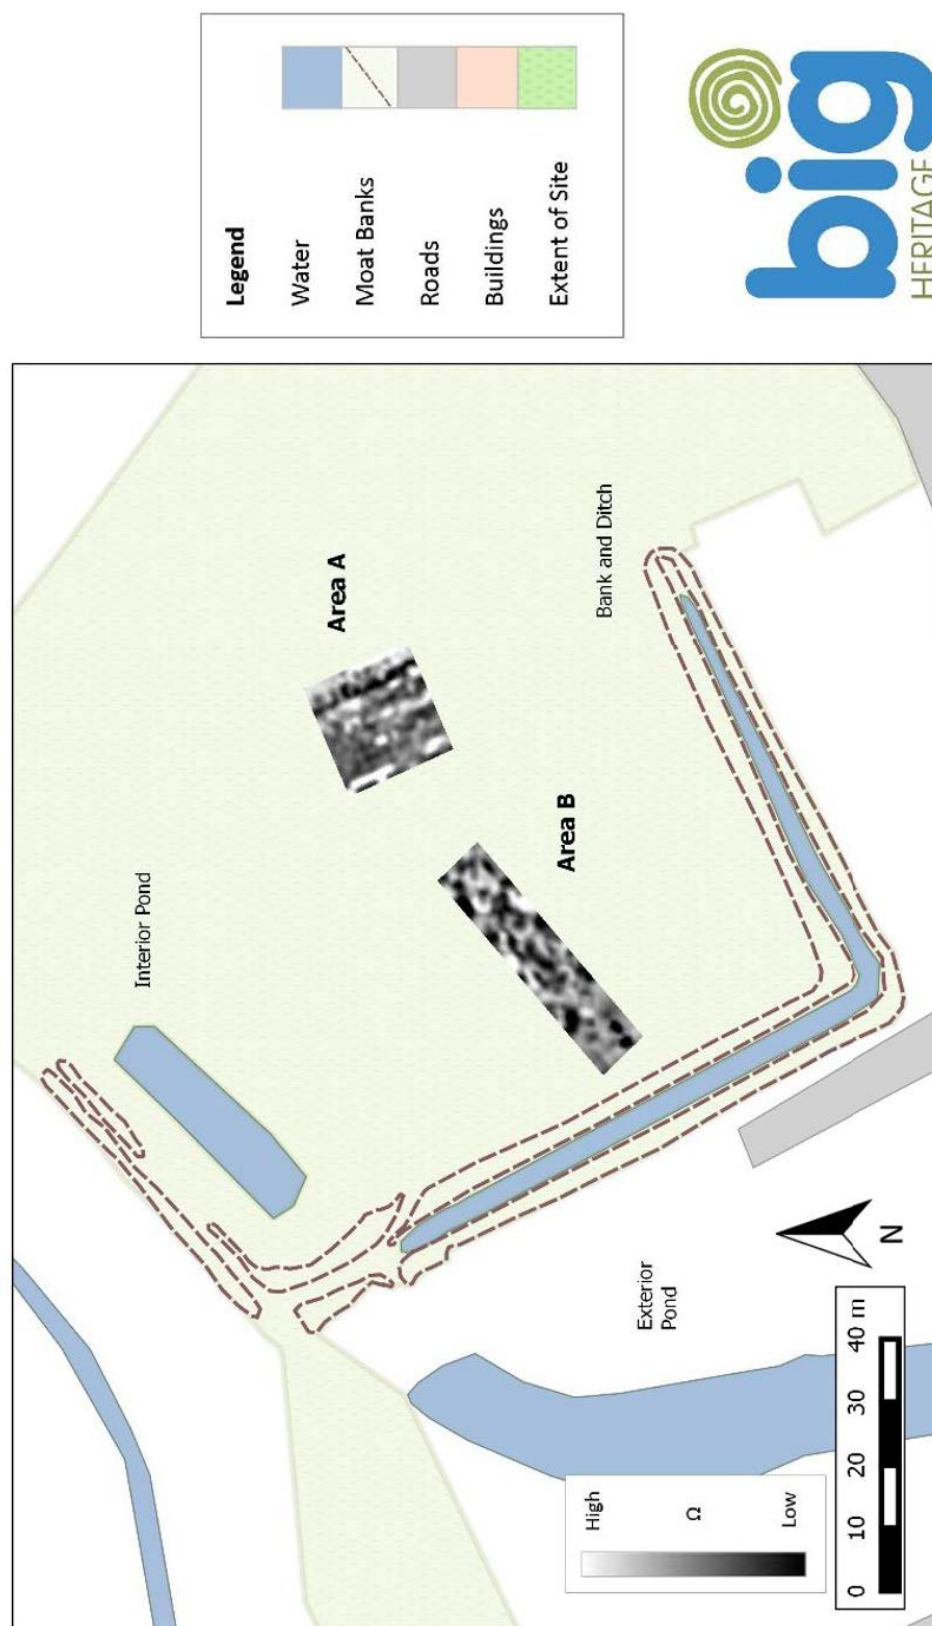 Interior Pond
Area A
Area B
Bank and Ditch
Exterior
Pond
High
Ω
Low
0 10 20 30 40 m
N
Legend
Water
Moat Banks
Roads
Buildings
Extent of Site
big
HERITAGE